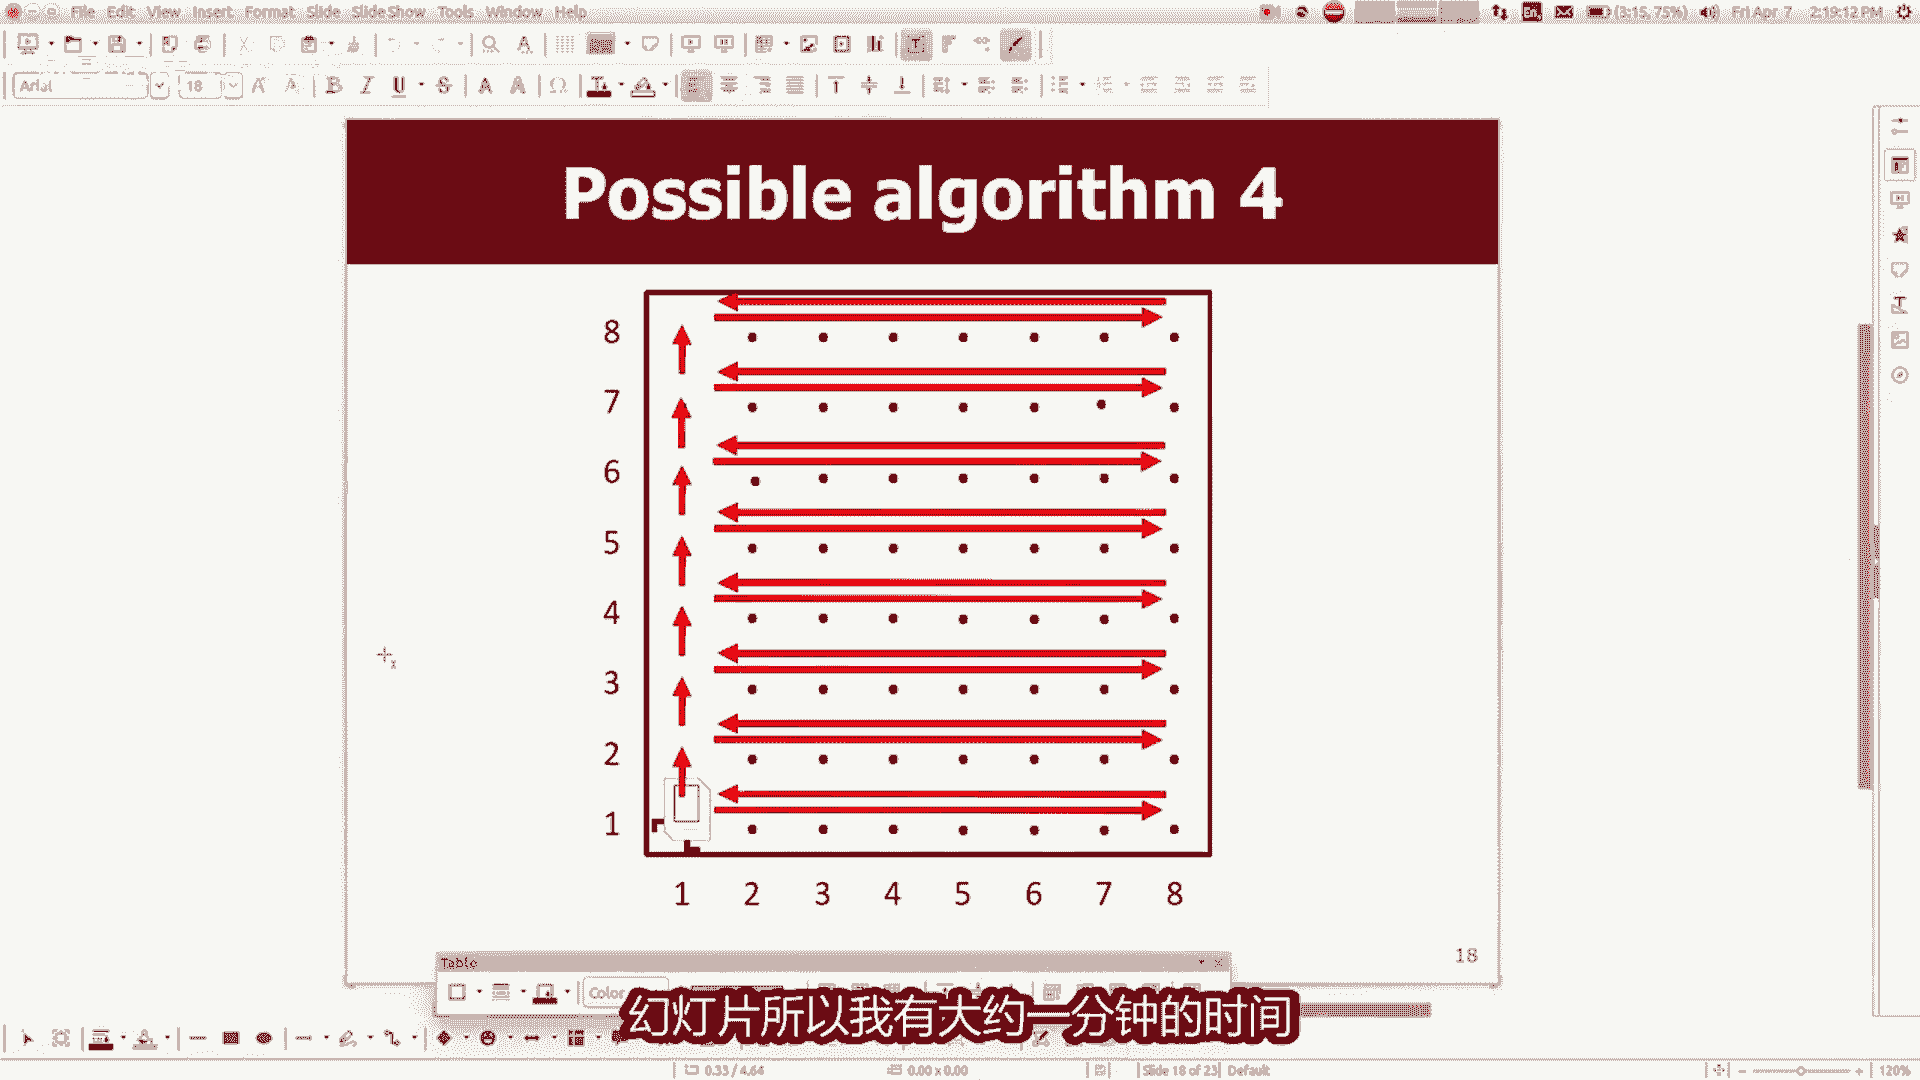 File Edit View Insert Format Slide Slide Show Tools Window Help
En
(3:15, 75%)
Fri Apr 7
2:19:12 PM
Arial
18
Possible algorithm 4
8
7
6
5
4
3
2
1
1 2 3 4 5 6 7 8
18
Table
Color
幻灯片所以我有大约一分钟的时间
0.33 / 4.64
0.00 x 0.00
Slide 18 of 23
Default
120%